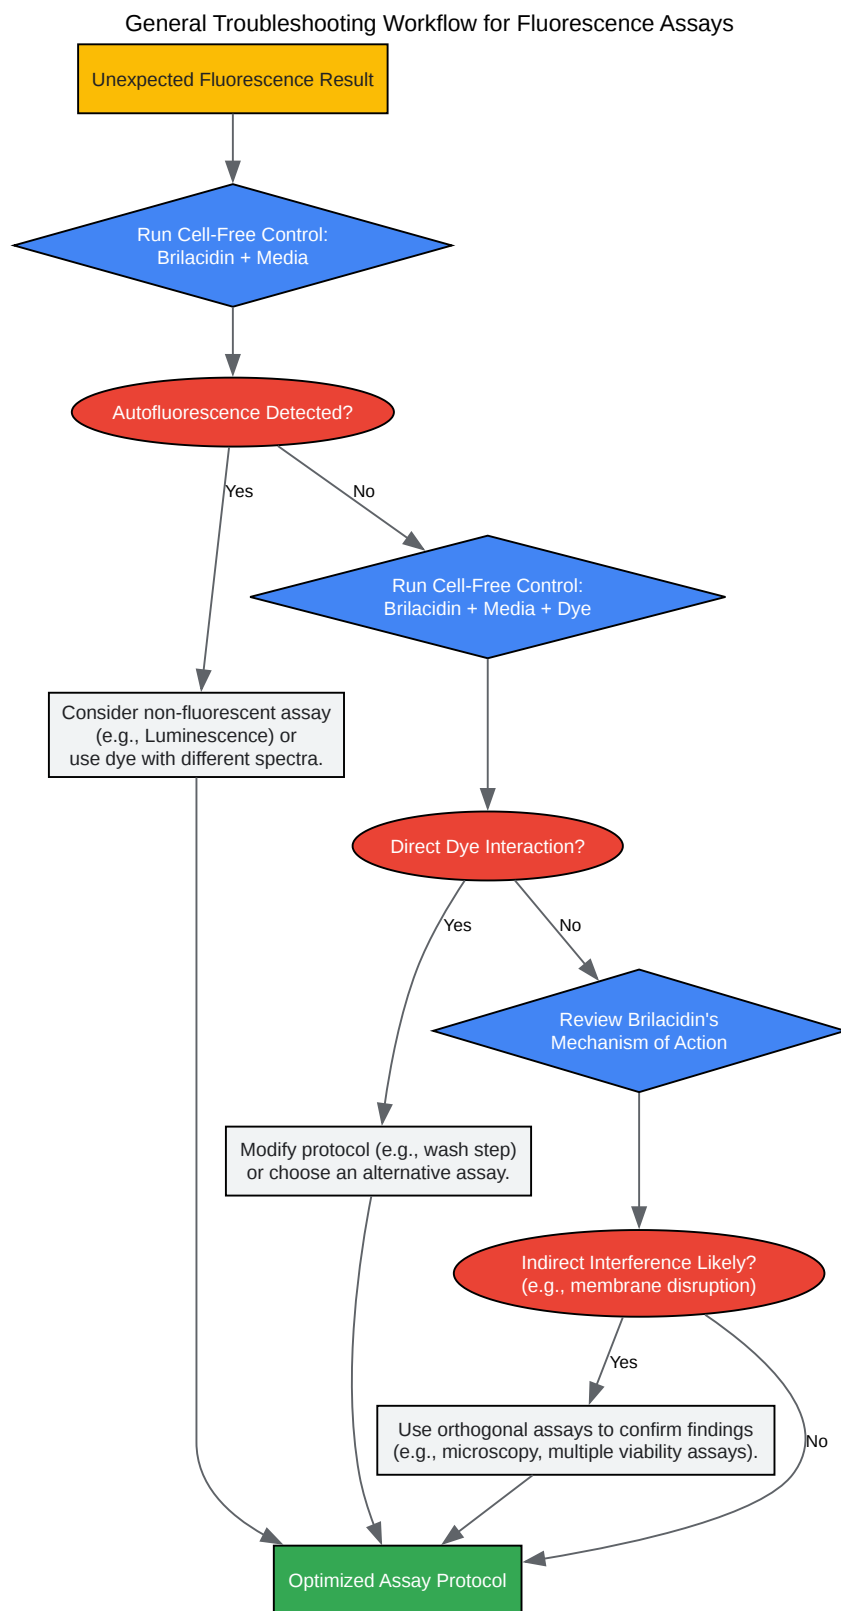 General Troubleshooting Workflow for Fluorescence Assays
Unexpected Fluorescence Result
Run Cell-Free Control:
Brilacidin + Media
Autofluorescence Detected?
Yes
No
Run Cell-Free Control:
Brilacidin + Media + Dye
Consider non-fluorescent assay
(e.g., Luminescence) or
use dye with different spectra.
Direct Dye Interaction?
Yes
No
Review Brilacidin's
Mechanism of Action
Modify protocol (e.g., wash step)
or choose an alternative assay.
Indirect Interference Likely?
(e.g., membrane disruption)
Yes
Use orthogonal assays to confirm findings
(e.g., microscopy, multiple viability assays).
No
Optimized Assay Protocol